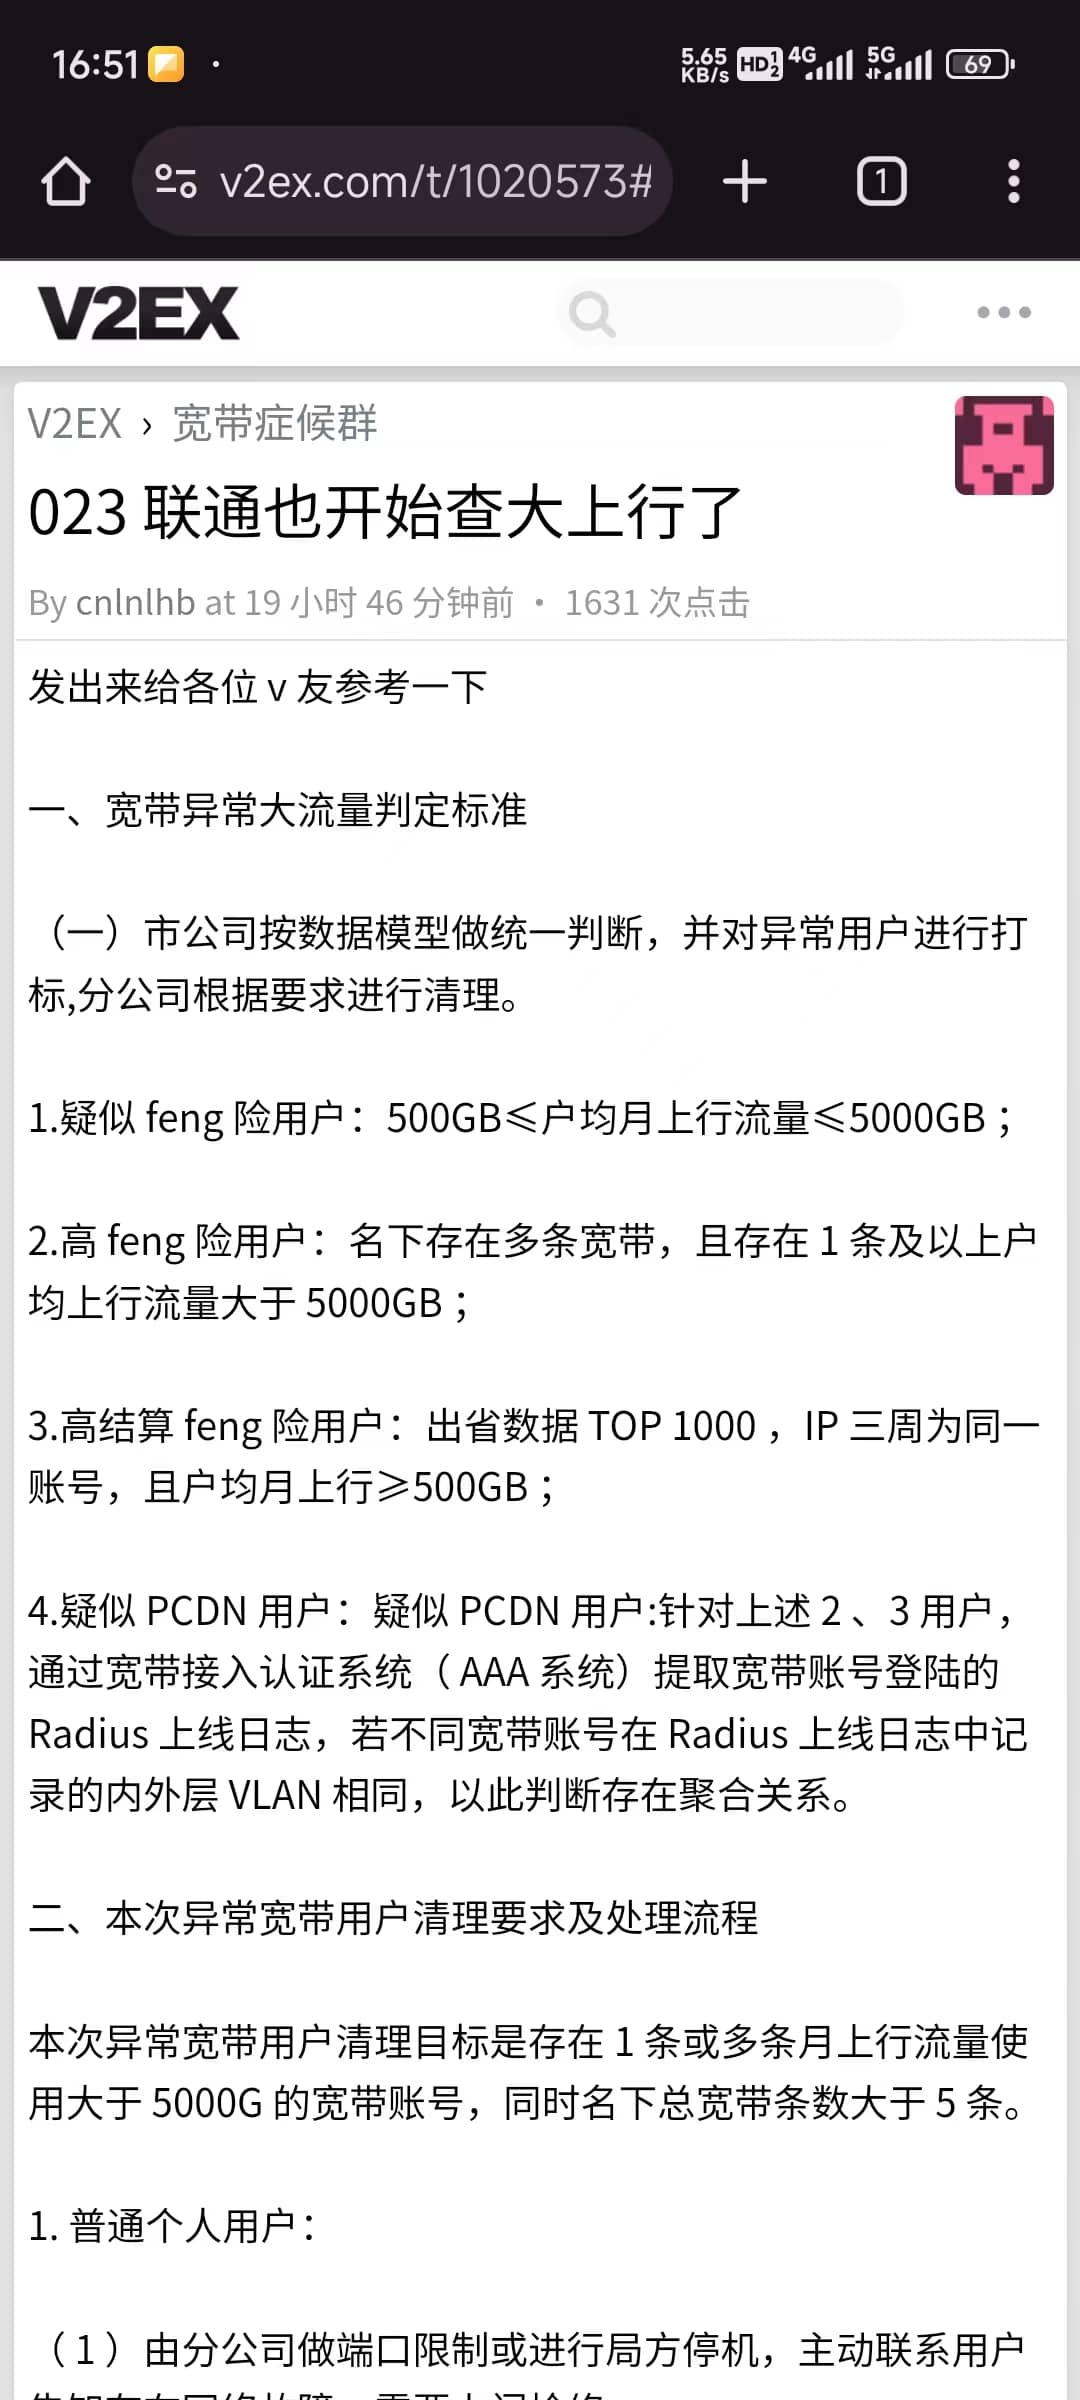 16:51
5.65 KB/s HD 1 2 4G 5G 69
v2ex.com/t/1020573#
1
V2EX
V2EX › 宽带症候群
023 联通也开始查大上行了
By cnlnlhb at 19 小时 46 分钟前 · 1631 次点击
发出来给各位 v 友参考一下
一、宽带异常大流量判定标准
（一）市公司按数据模型做统一判断，并对异常用户进行打
标,分公司根据要求进行清理。
1.疑似 feng 险用户：500GB≤户均月上行流量≤5000GB；
2.高 feng 险用户：名下存在多条宽带，且存在 1 条及以上户
均上行流量大于 5000GB；
3.高结算 feng 险用户：出省数据 TOP 1000 ，IP 三周为同一
账号，且户均月上行≥500GB；
4.疑似 PCDN 用户：疑似 PCDN 用户:针对上述 2 、3 用户，
通过宽带接入认证系统（ AAA 系统）提取宽带账号登陆的
Radius 上线日志，若不同宽带账号在 Radius 上线日志中记
录的内外层 VLAN 相同，以此判断存在聚合关系。
二、本次异常宽带用户清理要求及处理流程
本次异常宽带用户清理目标是存在 1 条或多条月上行流量使
用大于 5000G 的宽带账号，同时名下总宽带条数大于 5 条。
1. 普通个人用户：
（ 1 ）由分公司做端口限制或进行局方停机，主动联系用户